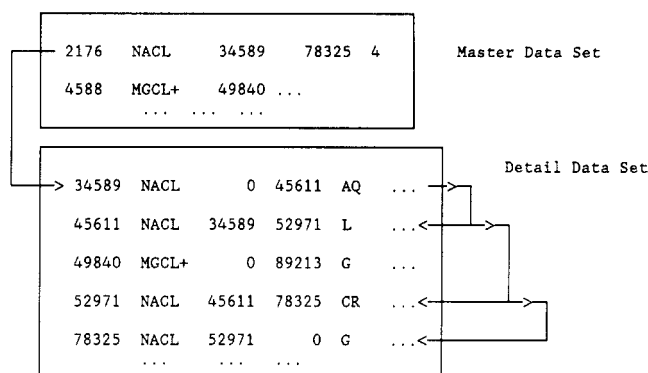 2176 NACL 34589 78325 4 Master Data Set
4588 MGCL+ 49840 ...
... ... ...
Detail Data Set
34589 NACL 0 45611 AQ ...
45611 NACL 34589 52971 L ...
49840 MGCL+ 0 89213 G ...
52971 NACL 45611 78325 CR ...
78325 NACL 52971 0 G ...
... ... ...